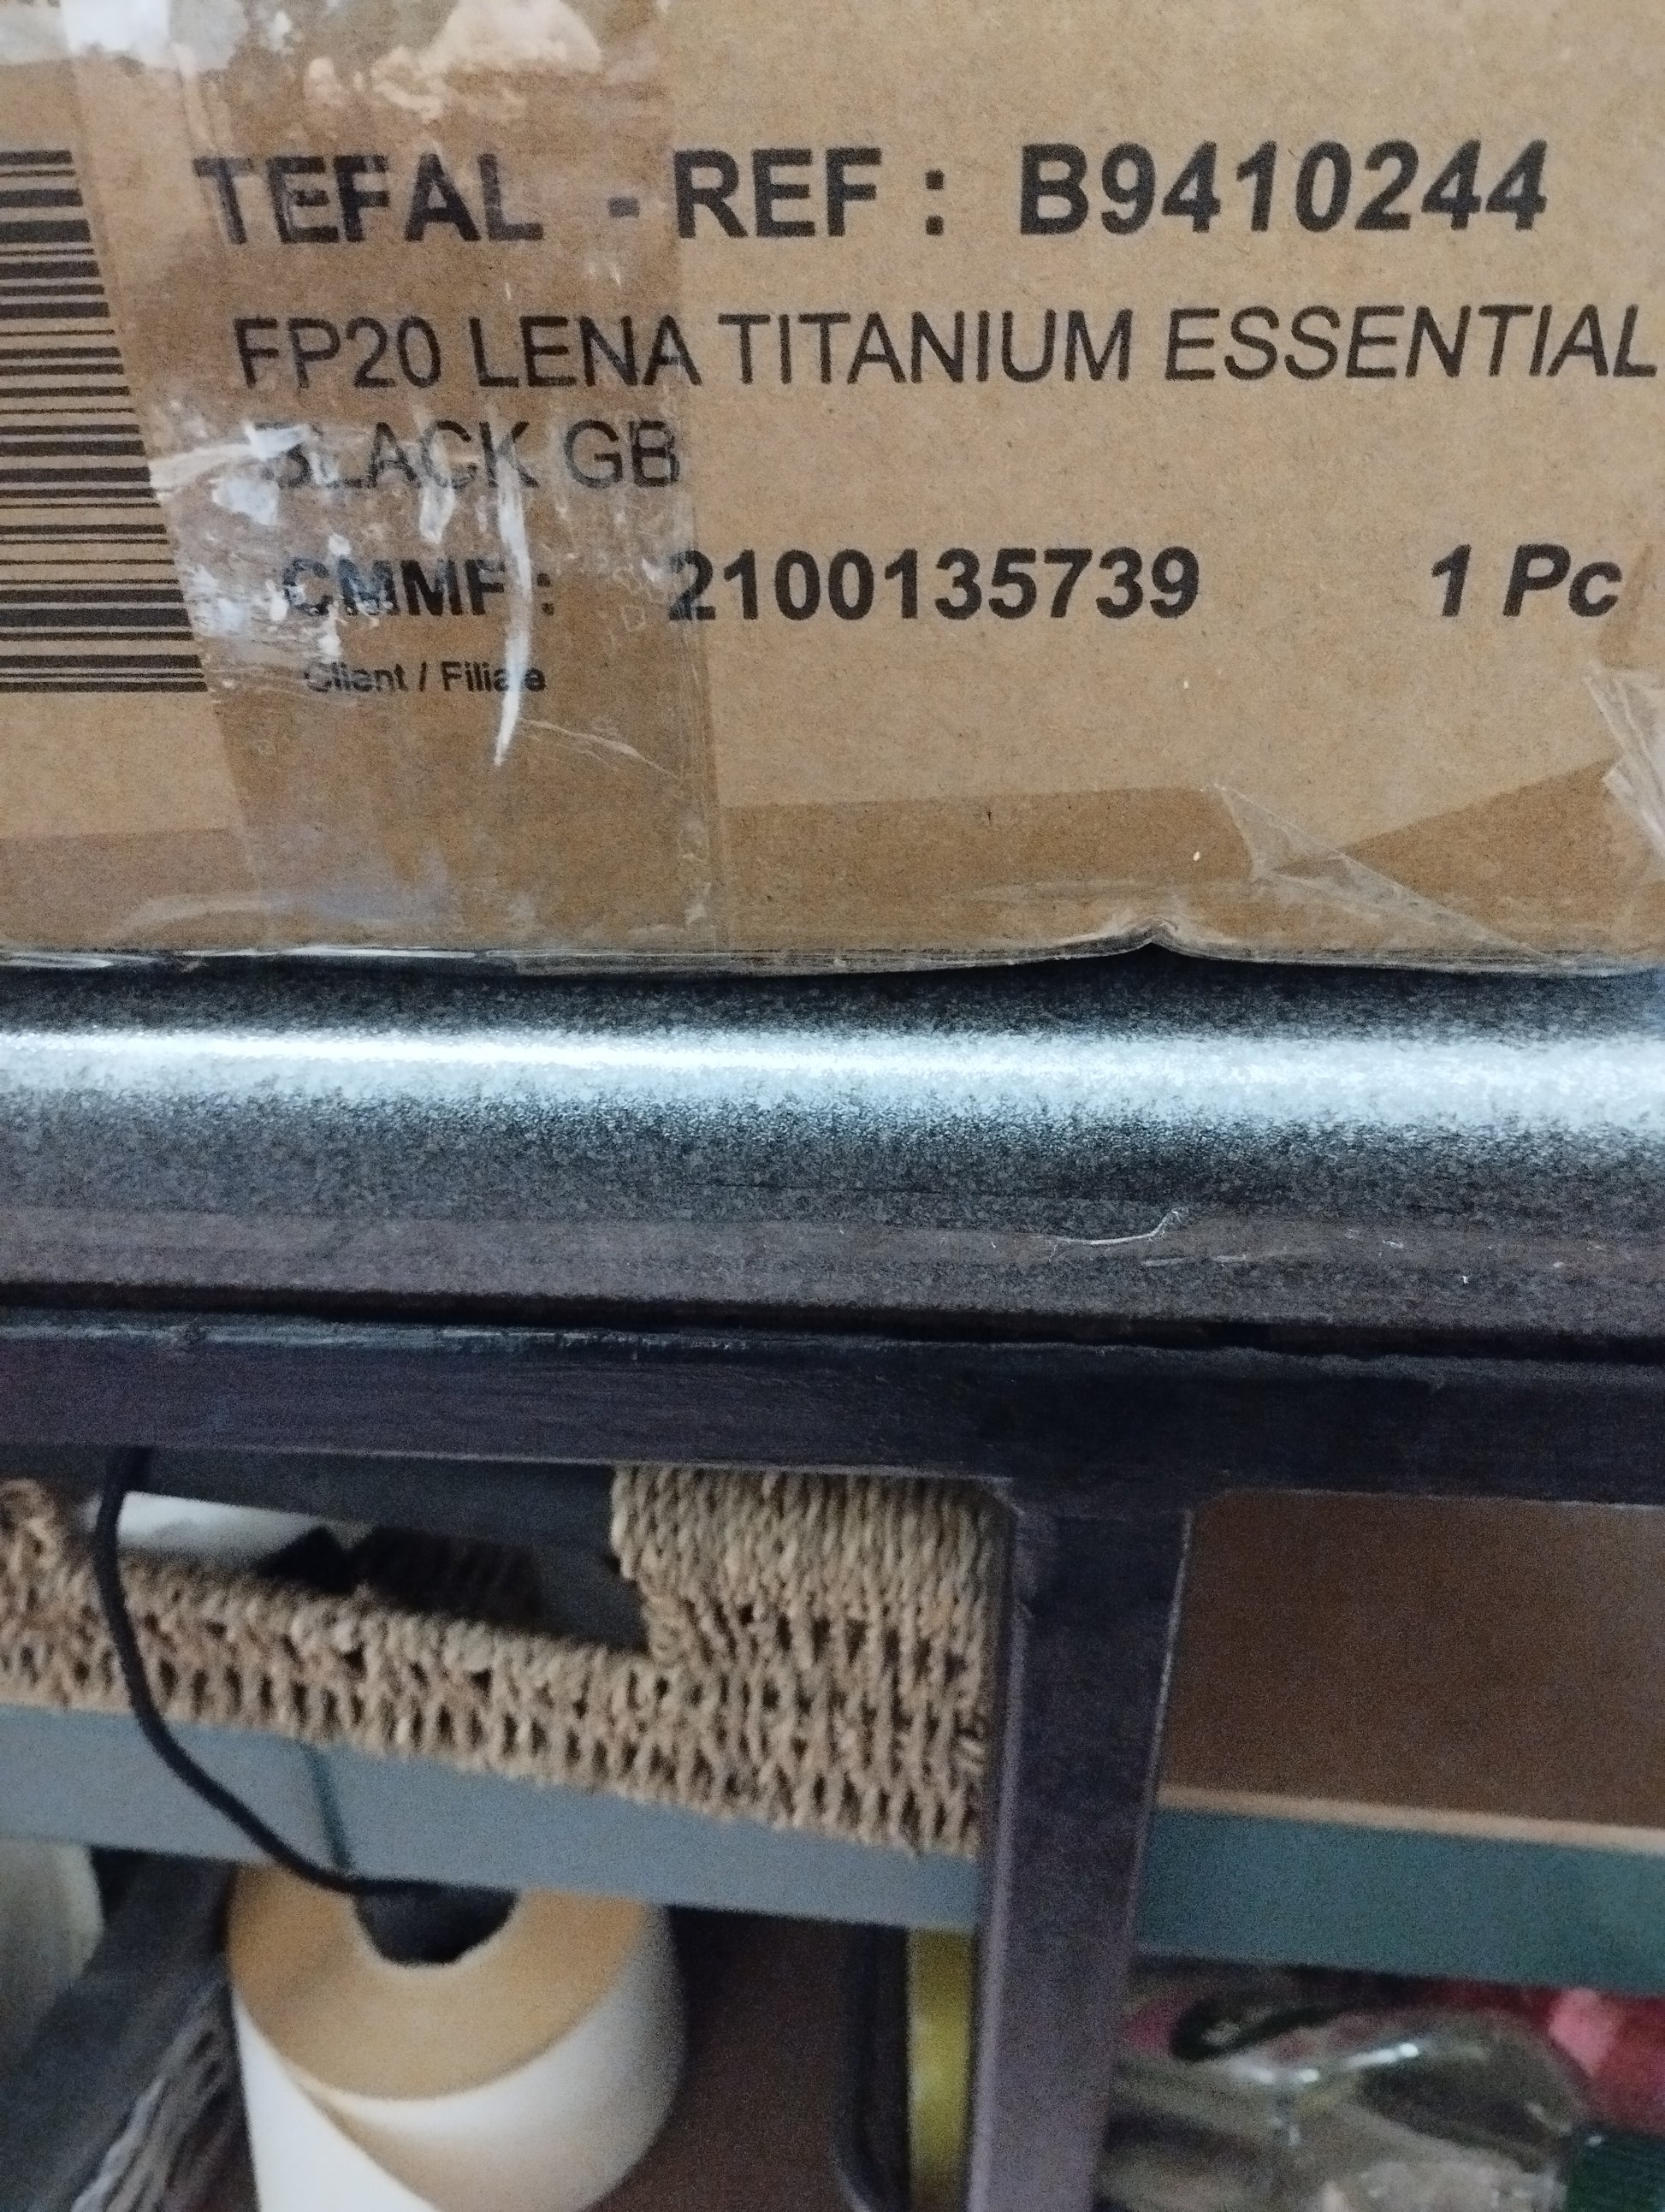 TEFAL - REF : B9410244
FP20 LENA TITANIUM ESSENTIAL
BLACK GB
CMMF : 2100135739 1 Pc
Client / Filiale